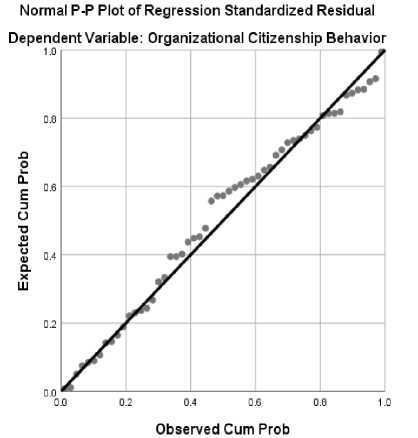 Normal P-P Plot of Regression Standardized Residual
Dependent Variable: Organizational Citizenship Behavior
1.0
0.8
0.6
0.4
0.2
0.0
Expected Cum Prob
0.0 0.2 0.4 0.6 0.8 1.0
Observed Cum Prob